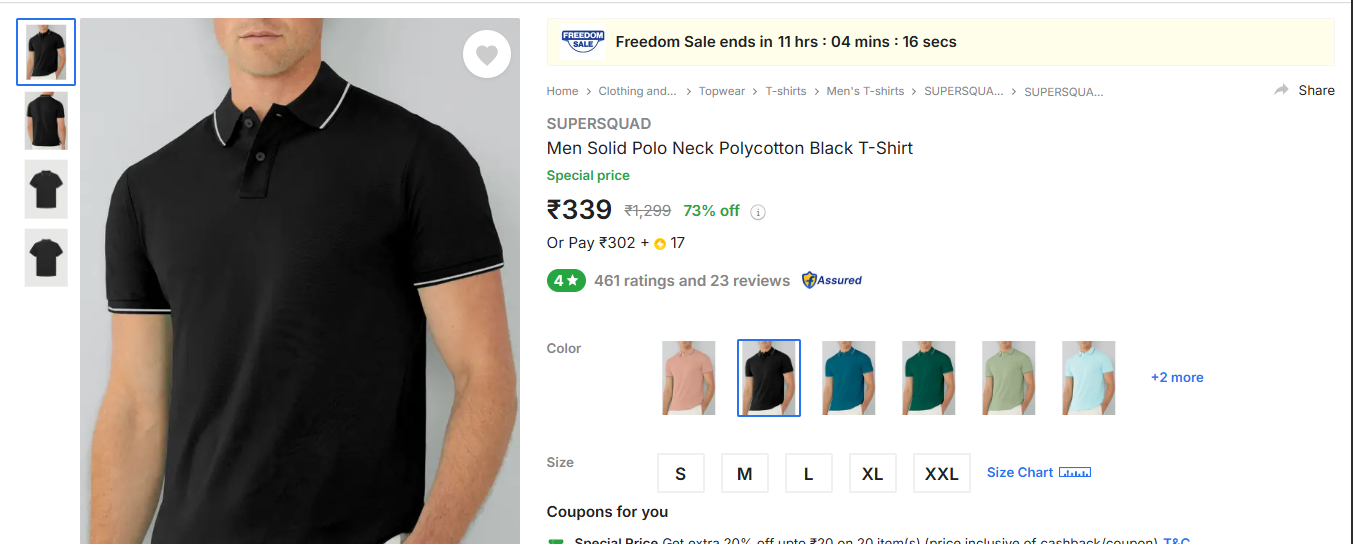 FREEDOM SALE
Freedom Sale ends in 11 hrs : 04 mins : 16 secs
Home > Clothing and... > Topwear > T-shirts > Men's T-shirts > SUPERSQUA... > SUPERSQUA...
Share
SUPERSQUAD
Men Solid Polo Neck Polycotton Black T-Shirt
Special price
₹339 ₹1,299 73% off i
Or Pay ₹302 + 17
4★ 461 ratings and 23 reviews Assured
Color
+2 more
Size S M L XL XXL Size Chart
Coupons for you
Special Price Get extra 20% off upto ₹20 on 20 item(s) (price inclusive of cashback/coupon) T&C